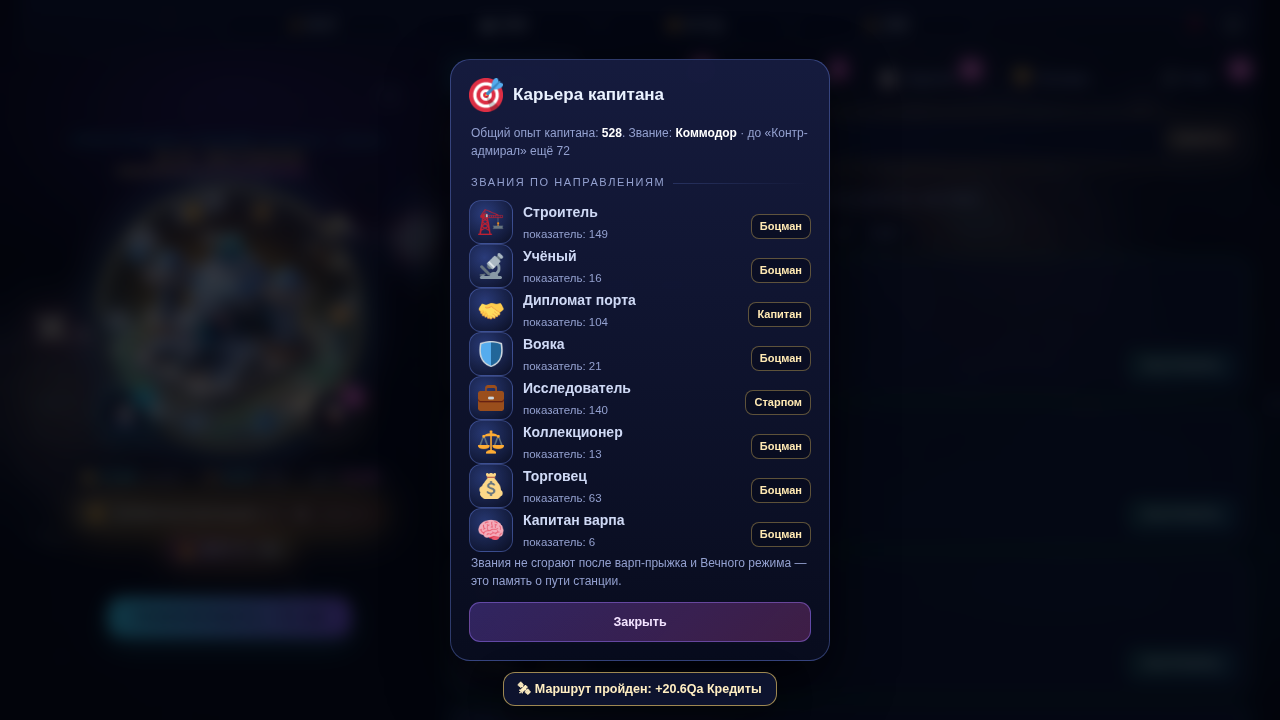 Карьера капитана
Общий опыт капитана: 528. Звание: Коммодор · до «Контр-
адмирал» ещё 72
ЗВАНИЯ ПО НАПРАВЛЕНИЯМ
Строитель
показатель: 149
Боцман
Учёный
показатель: 16
Боцман
Дипломат порта
показатель: 104
Капитан
Вояка
показатель: 21
Боцман
Исследователь
показатель: 140
Старпом
Коллекционер
показатель: 13
Боцман
Торговец
показатель: 63
Боцман
Капитан варпа
показатель: 6
Боцман
Звания не сгорают после варп-прыжка и Вечного режима —
это память о пути станции.
Закрыть
Маршрут пройден: +20.6Qa Кредиты